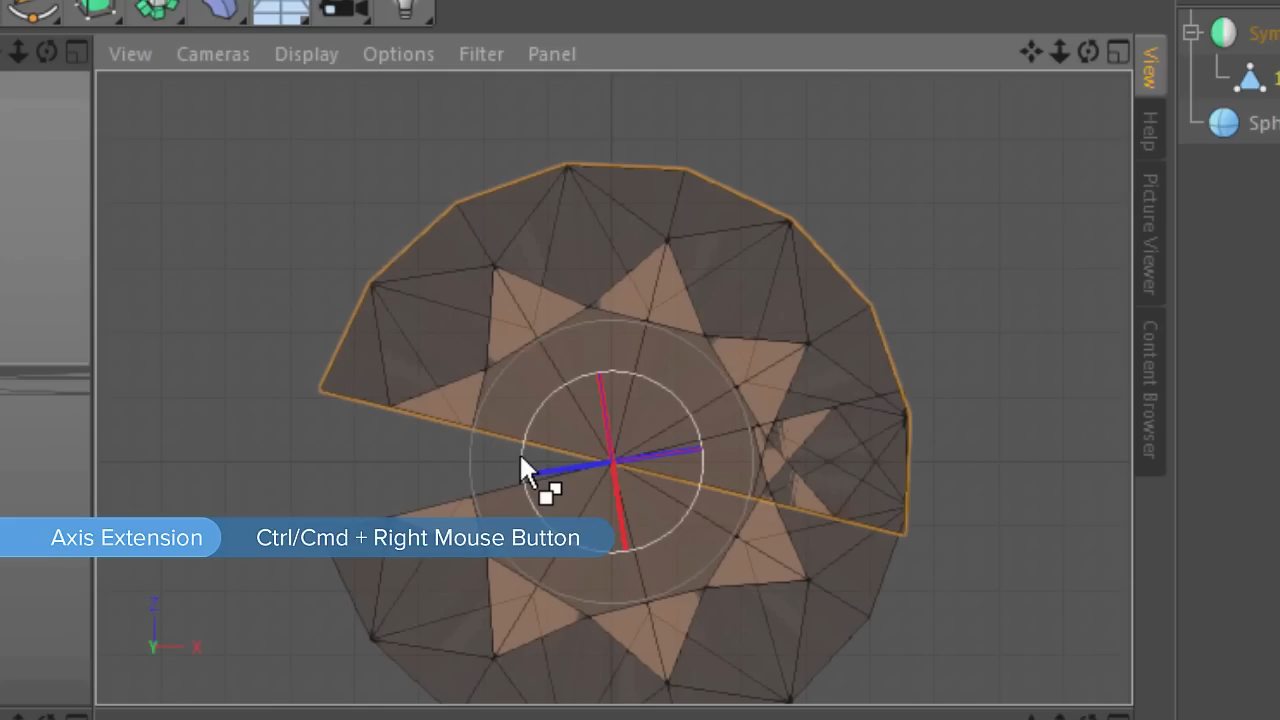 View Cameras Display Options Filter Panel
View
Help
Picture Viewer
Content Browser
Axis Extension Ctrl/Cmd + Right Mouse Button
Z
Y X